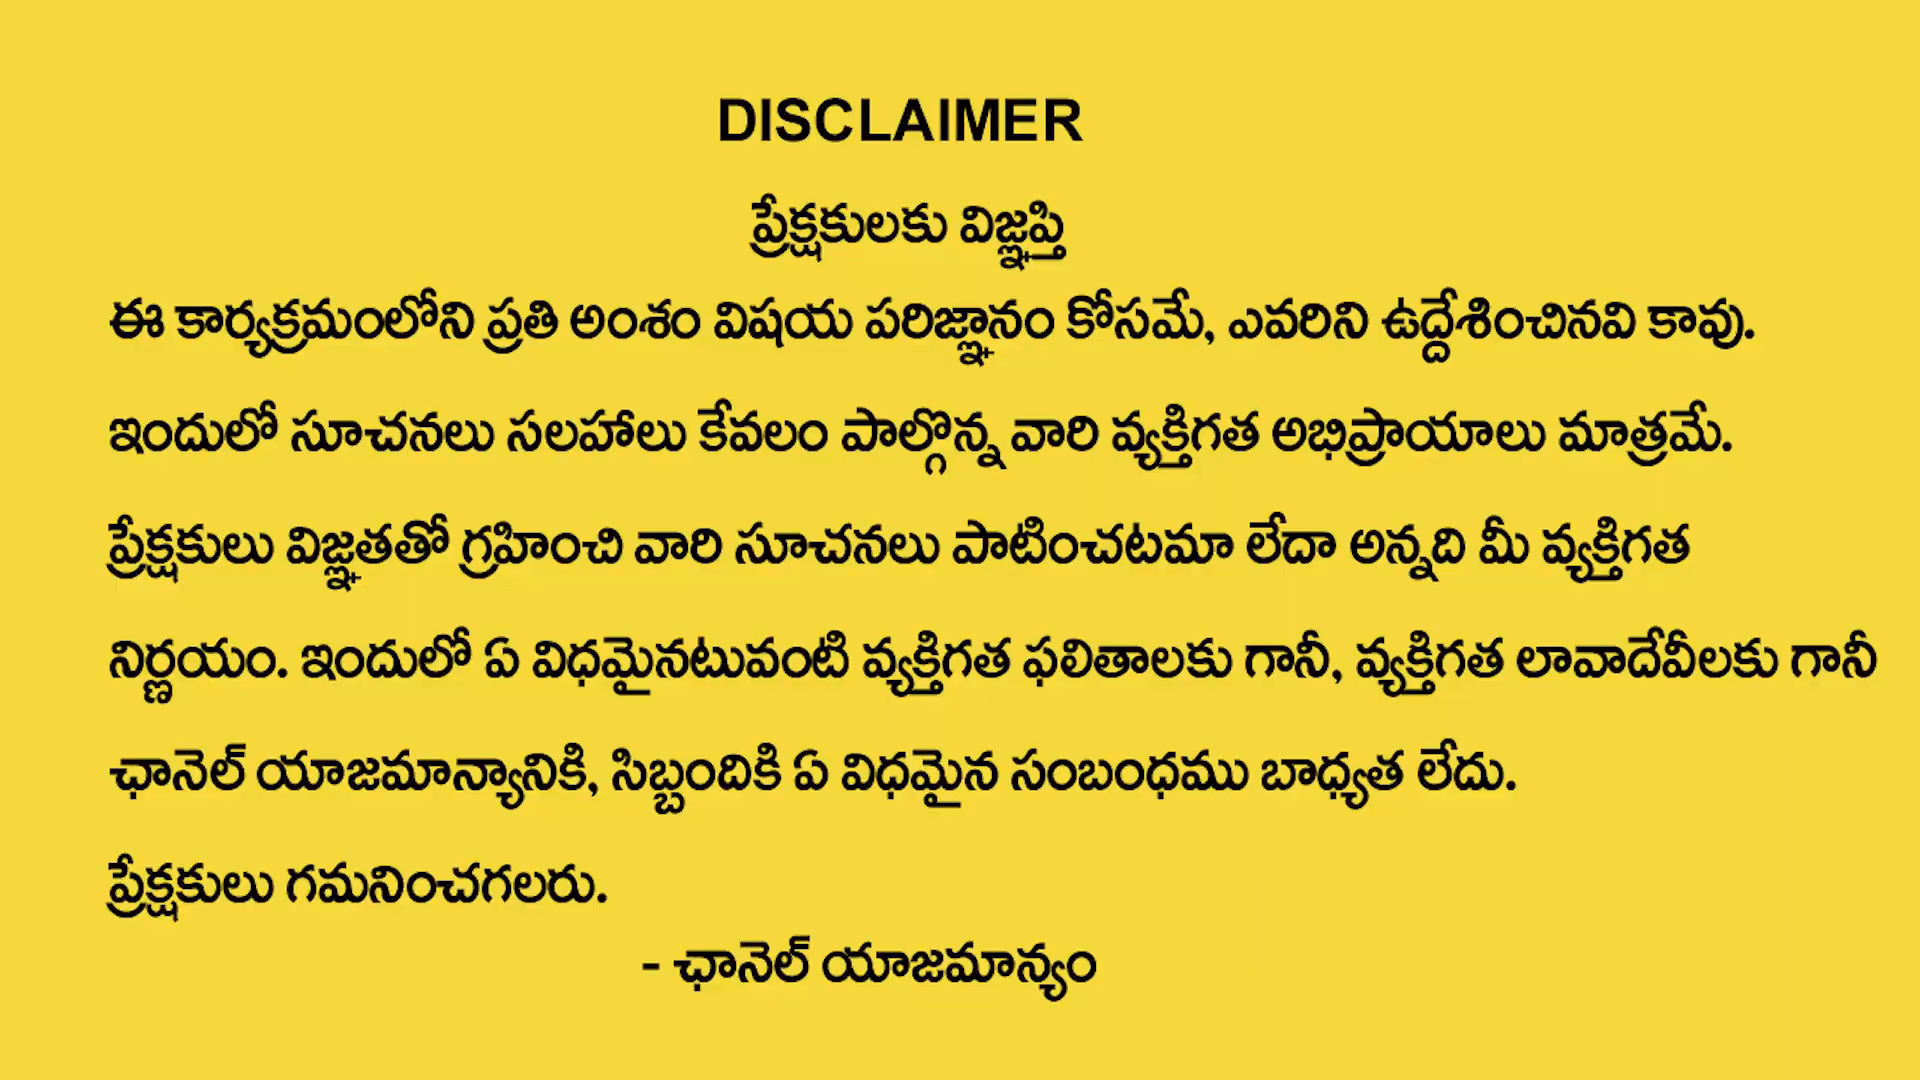 DISCLAIMER
ప్రేక్షకులకు విజ్ఞప్తి
ఈ కార్యక్రమంలోని ప్రతి అంశం విషయ పరిజ్ఞానం కోసమే, ఎవరిని ఉద్దేశించినవి కావు.
ఇందులో సూచనలు సలహాలు కేవలం పాల్గొన్న వారి వ్యక్తిగత అభిప్రాయాలు మాత్రమే.
ప్రేక్షకులు విజ్ఞతతో గ్రహించి వారి సూచనలు పాటించటమా లేదా అన్నది మీ వ్యక్తిగత
నిర్ణయం. ఇందులో ఏ విధమైనటువంటి వ్యక్తిగత ఫలితాలకు గానీ, వ్యక్తిగత లావాదేవీలకు గానీ
ఛానెల్ యాజమాన్యానికి, సిబ్బందికి ఏ విధమైన సంబంధము బాధ్యత లేదు.
ప్రేక్షకులు గమనించగలరు.
- ఛానెల్ యాజమాన్యం